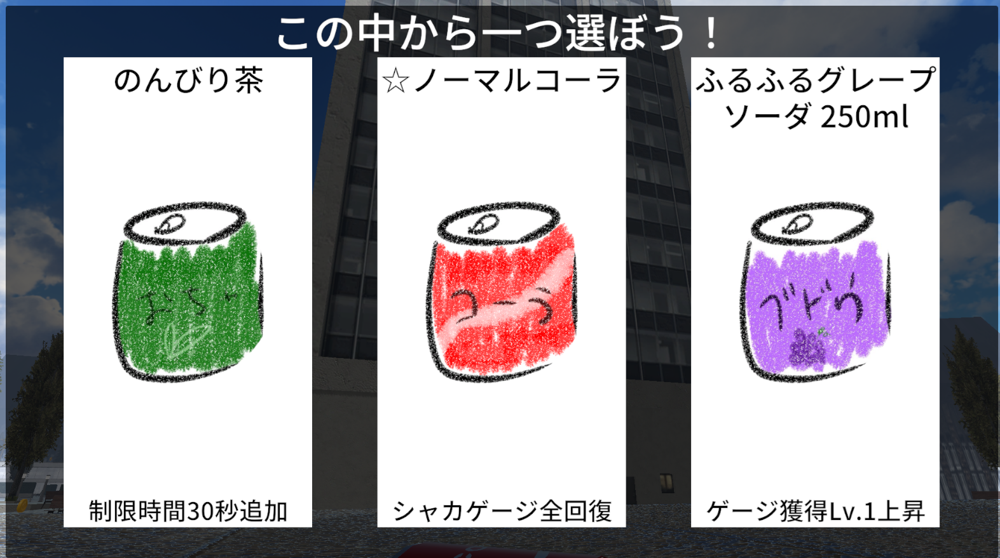 この中から一つ選ぼう！
のんびり茶
おちゃ
制限時間30秒追加
☆ノーマルコーラ
コーラ
シャカゲージ全回復
ふるふるグレープ
ソーダ 250ml
ブドウ
ゲージ獲得Lv.1上昇